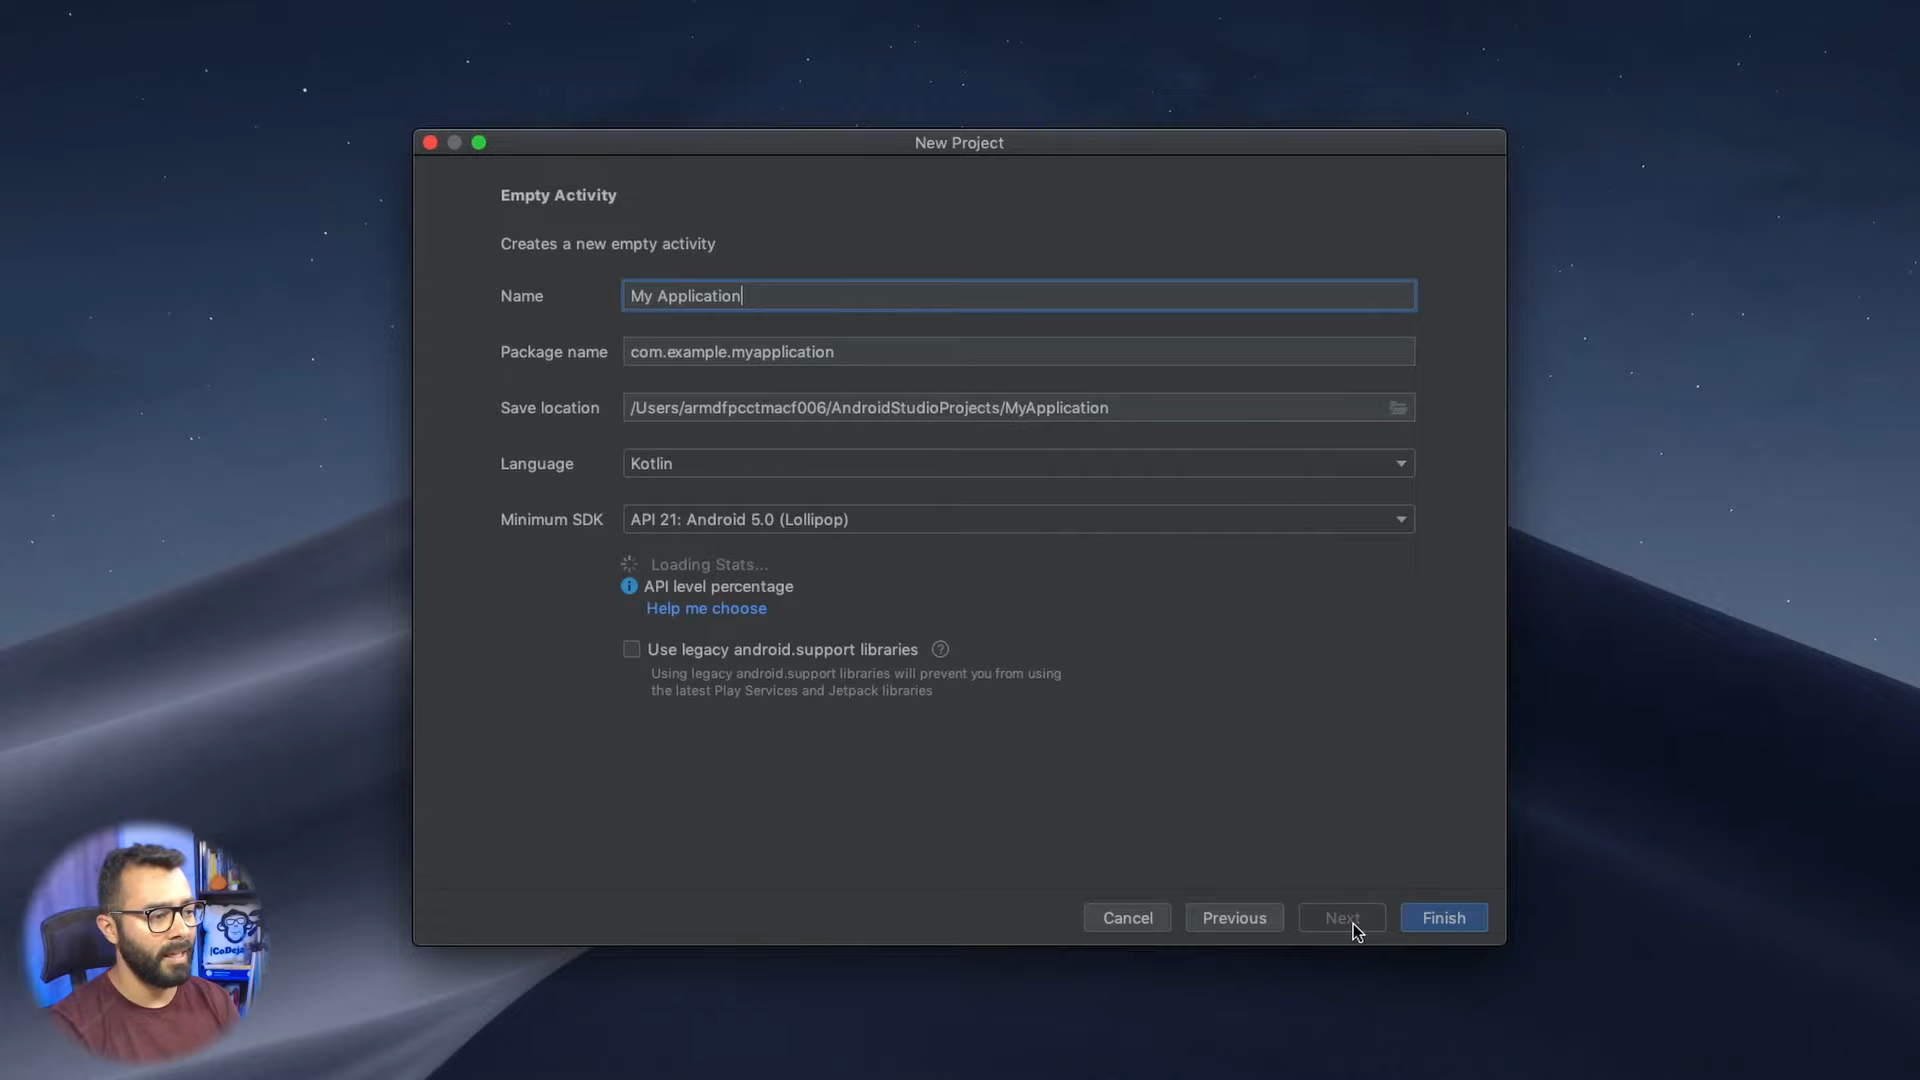 New Project
Empty Activity
Creates a new empty activity
Name
My Application
Package name
com.example.myapplication
Save location
/Users/armdfpcctmacf006/AndroidStudioProjects/MyApplication
Language
Kotlin
Minimum SDK
API 21: Android 5.0 (Lollipop)
Loading Stats...
API level percentage
Help me choose
Use legacy android.support libraries
Using legacy android.support libraries will prevent you from using
the latest Play Services and Jetpack libraries
Cancel
Previous
Next
Finish